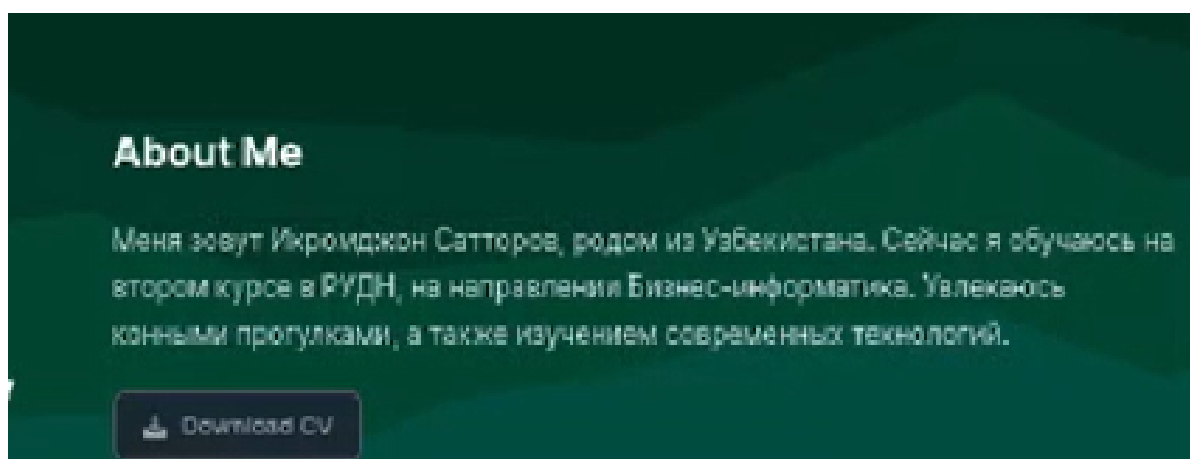 About Me
Меня зовут Икромджон Сатторов, родом из Узбекистана. Сейчас я обучаюсь на
втором курсе в РУДН, на направлении Бизнес-информатика. Увлекаюсь
конными прогулками, а также изучением современных технологий.
Download CV